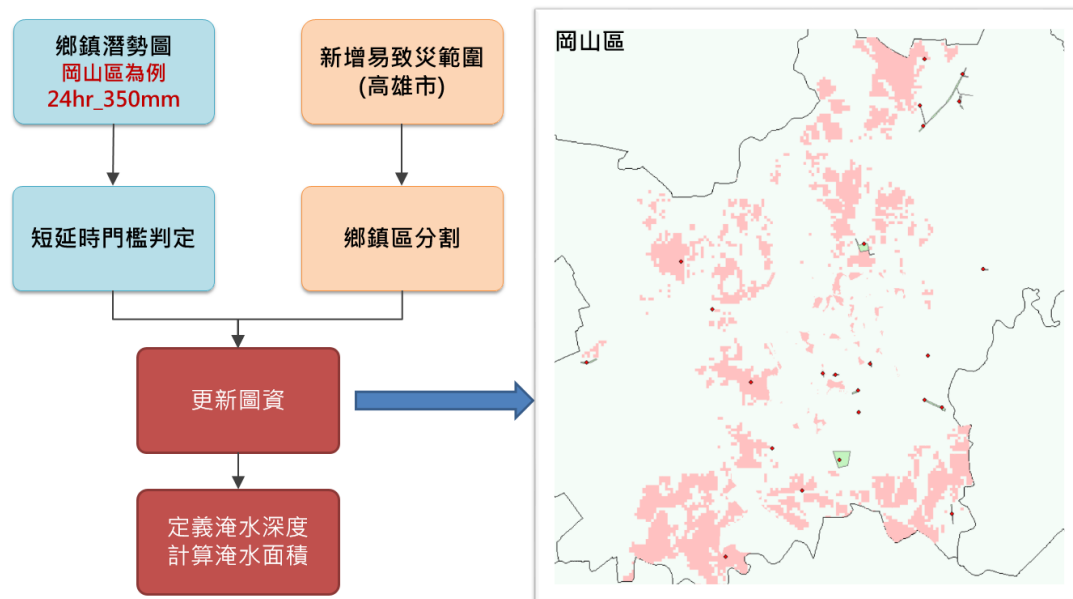 鄉鎮潛勢圖
岡山區為例
24hr_350mm
新增易致災範圍
(高雄市)
短延時門檻判定
鄉鎮區分割
更新圖資
定義淹水深度
計算淹水面積
岡山區